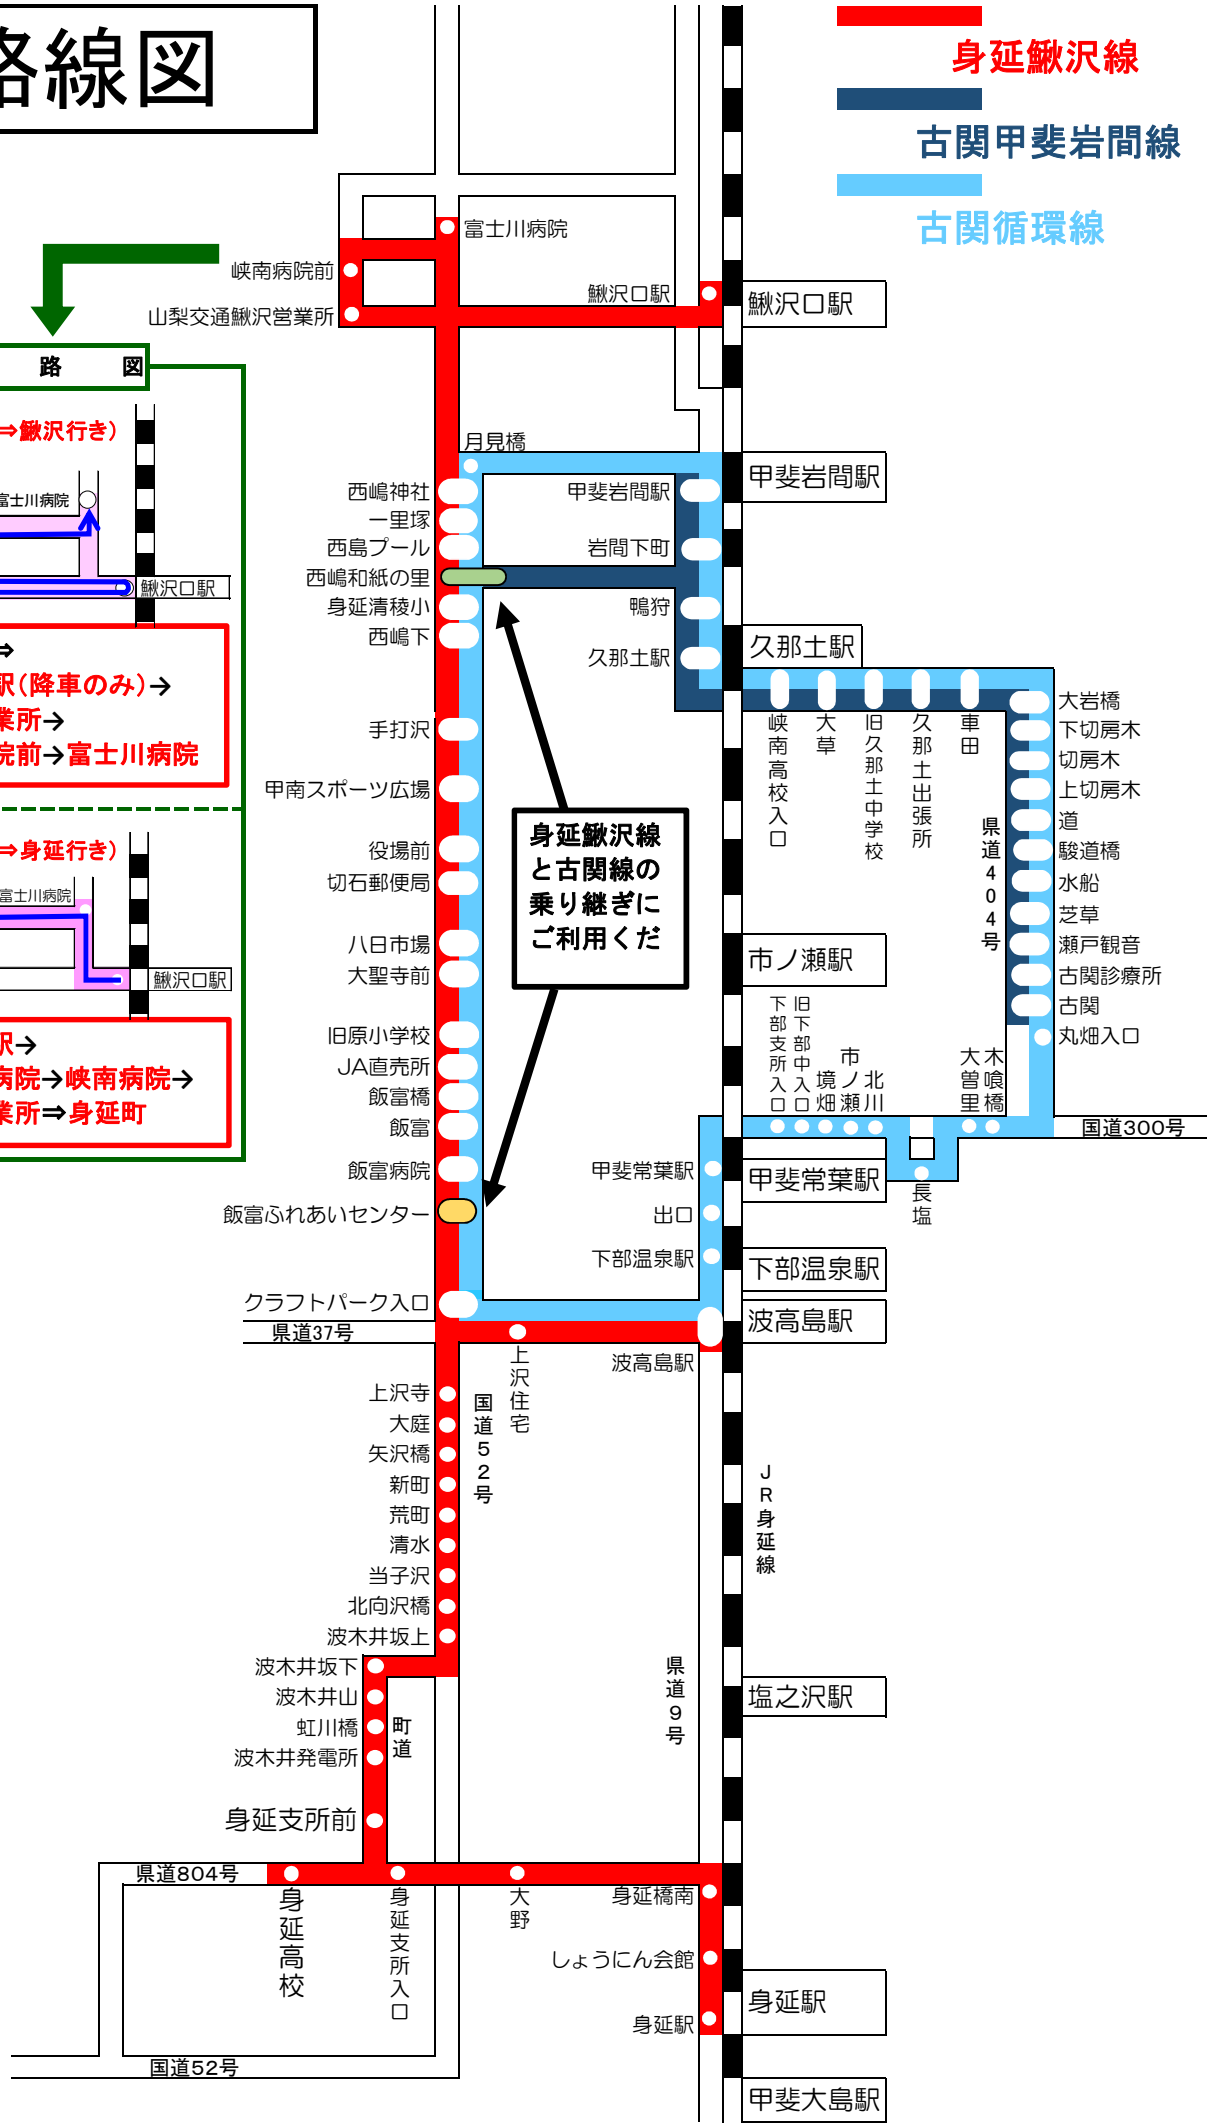 路線図
身延鰍沢線
古関甲斐岩間線
古関循環線
富士川病院
峡南病院前
山梨交通鰍沢営業所
鰍沢口駅
鰍沢口駅
路 図
⇒鰍沢行き）
富士川病院
鰍沢口駅
⇒
駅（降車のみ）→
業所→
院前→富士川病院
⇒身延行き）
富士川病院
鰍沢口駅
駅→
病院→峡南病院→
業所⇒身延町
月見橋
西嶋神社
一里塚
西島プール
西嶋和紙の里
身延清稜小
西嶋下
手打沢
甲南スポーツ広場
役場前
切石郵便局
八日市場
大聖寺前
旧原小学校
JA直売所
飯富橋
飯富
飯富病院
飯富ふれあいセンター
クラフトパーク入口
県道37号
甲斐岩間駅
岩間下町
鴨狩
久那土駅
甲斐岩間駅
久那土駅
峡南高校入口
大草
旧久那土中学校
久那土出張所
車田
県道404号
大岩橋
下切房木
切房木
上切房木
道
駿道橋
水船
芝草
瀬戸観音
古関診療所
古関
丸畑入口
身延鰍沢線
と古関線の
乗り継ぎに
ご利用くだ
市ノ瀬駅
下部支所入口
旧下部中入口
境畑
市ノ瀬
北川
大曽里
木喰橋
国道300号
長塩
甲斐常葉駅
出口
下部温泉駅
甲斐常葉駅
下部温泉駅
波高島駅
波高島駅
上沢住宅
上沢寺
大庭
矢沢橋
新町
荒町
清水
当子沢
北向沢橋
波木井坂上
国道52号
JR身延線
波木井坂下
波木井山
虹川橋
波木井発電所
身延支所前
町道
県道9号
塩之沢駅
県道804号
身延高校
身延支所入口
大野
身延橋南
しょうにん会館
身延駅
身延駅
国道52号
甲斐大島駅